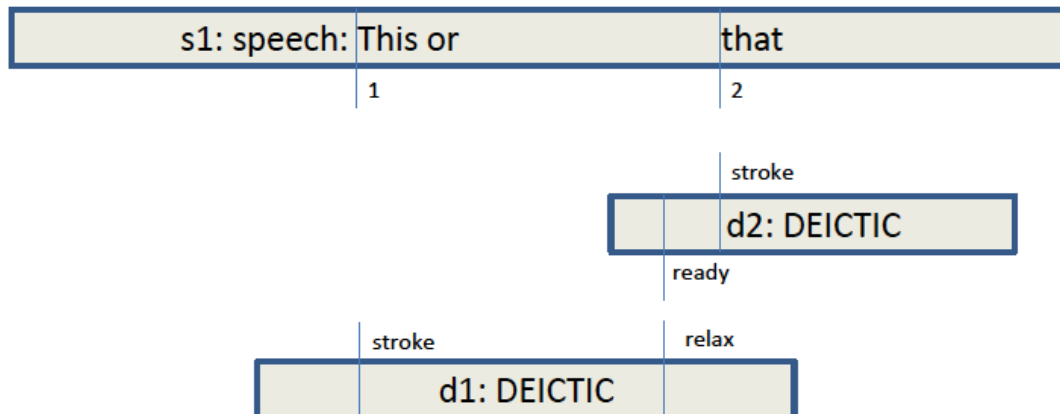 s1: speech: This or that
1 2
stroke
d2: DEICTIC
ready
stroke relax
d1: DEICTIC